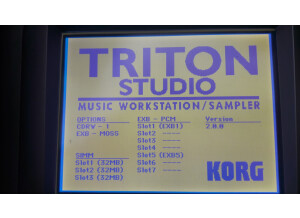 TRITON
STUDIO
MUSIC WORKSTATION/SAMPLER
OPTIONS
CDRW - 1
EXB - MOSS
SIMM
Slot1 (32MB)
Slot2 (32MB)
Slot3 (32MB)
EXB - PCM
Slot1 (EXB1)
Slot2 -----
Slot3 -----
Slot4 -----
Slot5 (EXB5)
Slot6 -----
Slot7 -----
Version
2.0.0
KORG